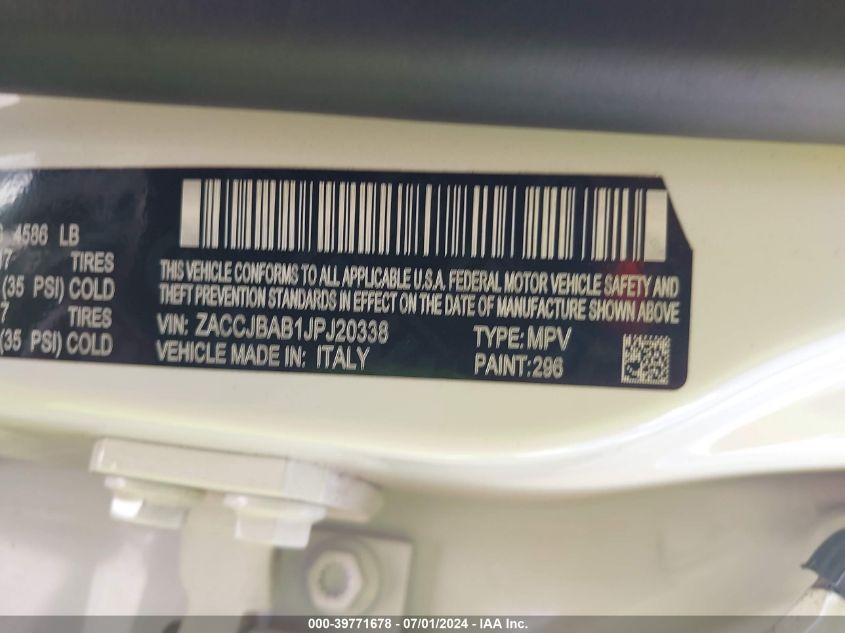 4586 LB
TIRES
(35 PSI) COLD
TIRES
(35 PSI) COLD
THIS VEHICLE CONFORMS TO ALL APPLICABLE U.S.A. FEDERAL MOTOR VEHICLE SAFETY AND
THEFT PREVENTION STANDARDS IN EFFECT ON THE DATE OF MANUFACTURE SHOWN ABOVE
VIN: ZACCJBAB1JPJ20338
TYPE: MPV
VEHICLE MADE IN: ITALY
PAINT: 296
000-39771678 - 07/01/2024 - IAA Inc.